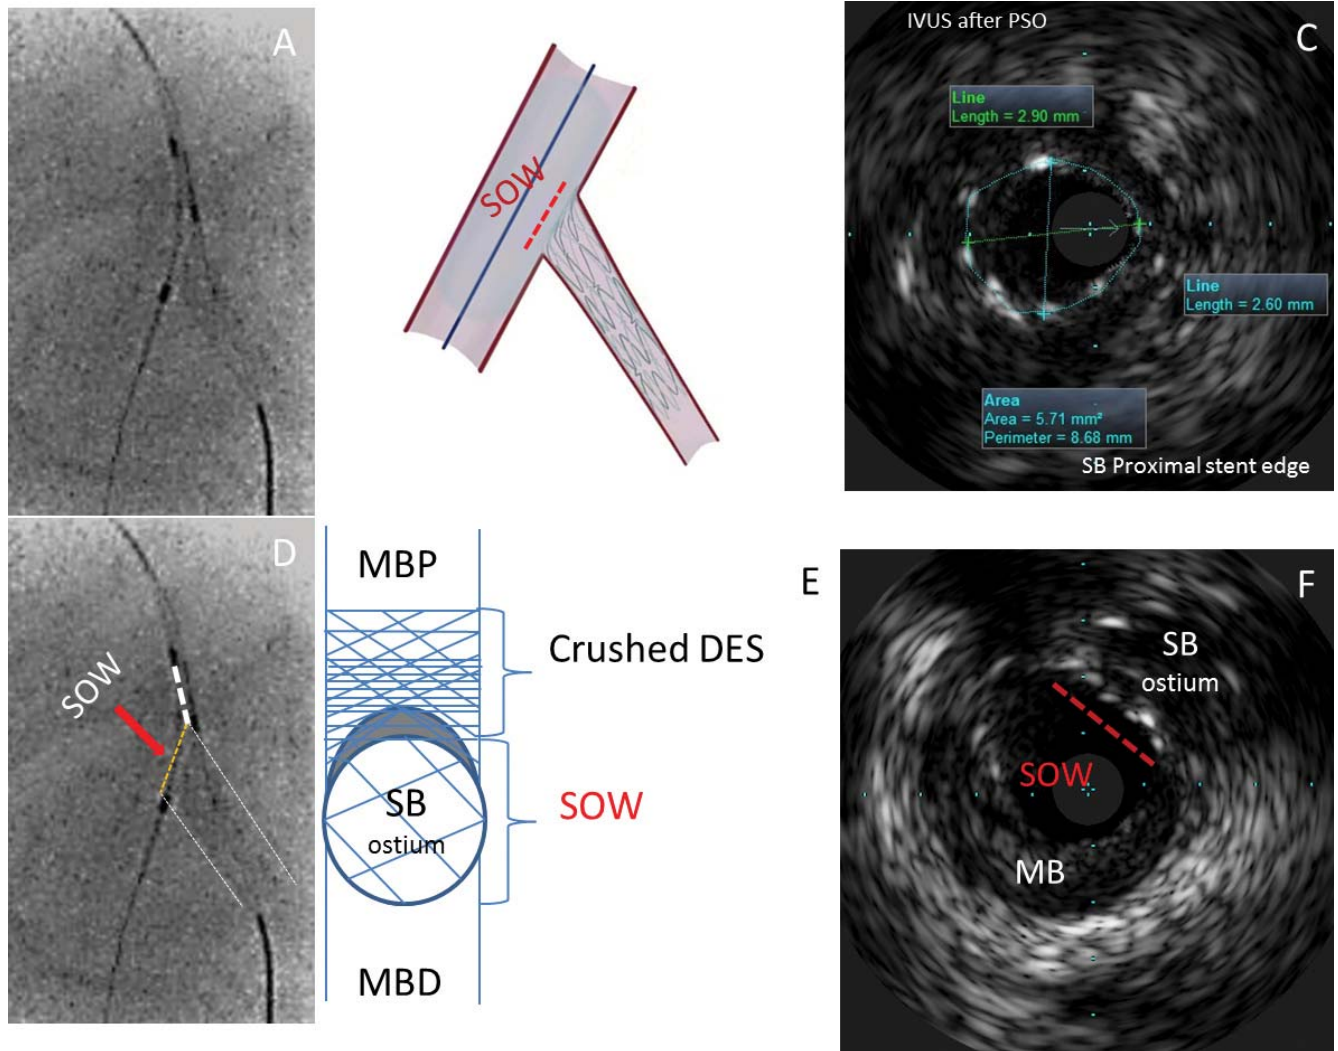 A
SOW
IVUS after PSO
C
Line
Length = 2.90 mm
Line
Length = 2.60 mm
Area
Area = 5.71 mm²
Perimeter = 8.68 mm
SB Proximal stent edge
D
SOW
MBP
Crushed DES
SB
ostium
SOW
MBD
E
F
SB
ostium
SOW
MB